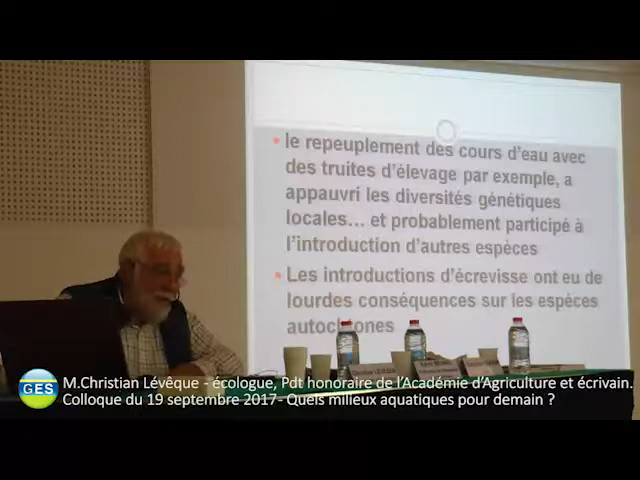 le repeuplement des cours d'eau avec
des truites d'élevage par exemple, a
appauvri les diversités génétiques
locales... et probablement participé à
l'introduction d'autres espèces
Les introductions d'écrevisse ont eu de
lourdes conséquences sur les espèces
autochtones
GES
M.Christian Lévêque - écologue, Pdt honoraire de l'Académie d'Agriculture et écrivain.
Colloque du 19 septembre 2017- Quels milieux aquatiques pour demain ?